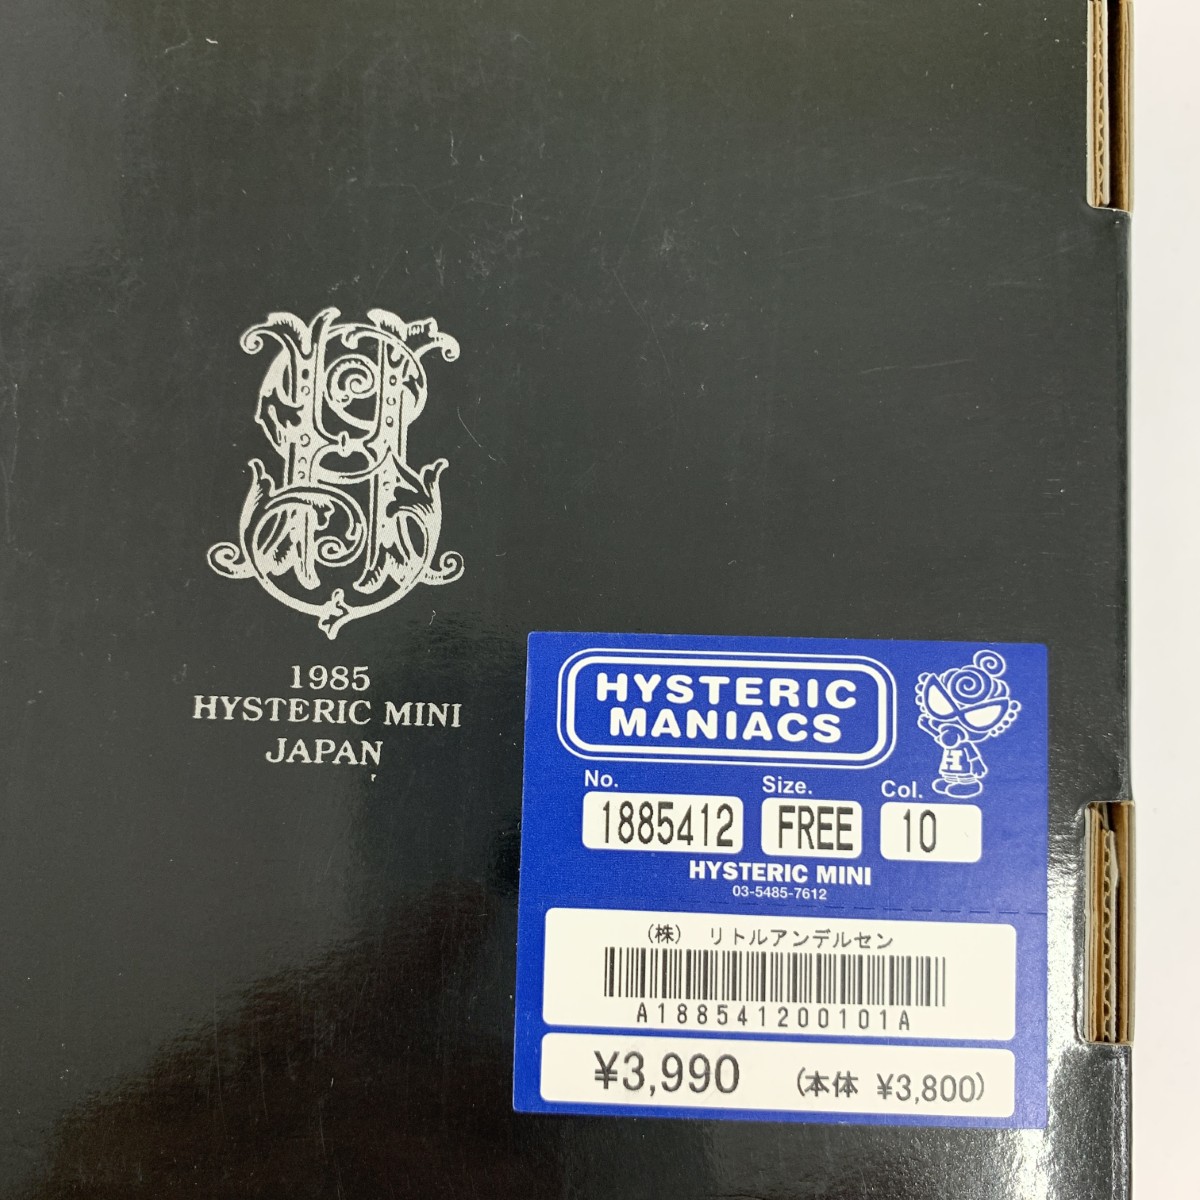 1985
HYSTERIC MINI
JAPAN
HYSTERIC
MANIACS
H
No. Size. Col.
1885412 FREE 10
HYSTERIC MINI
03-5485-7612
(株) リトルアンデルセン
A188541200101A
¥3,990 (本体 ¥3,800)